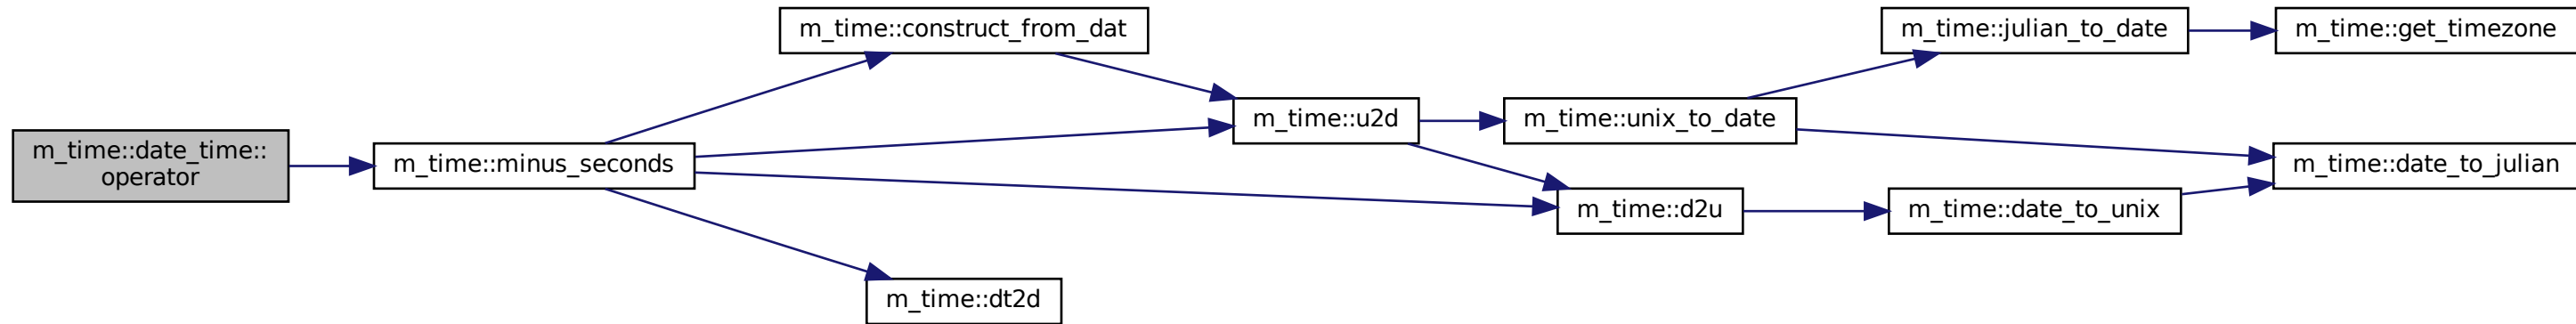 m_time::date_time::
operator
m_time::minus_seconds
m_time::construct_from_dat
m_time::dt2d
m_time::u2d
m_time::d2u
m_time::unix_to_date
m_time::date_to_unix
m_time::julian_to_date
m_time::get_timezone
m_time::date_to_julian